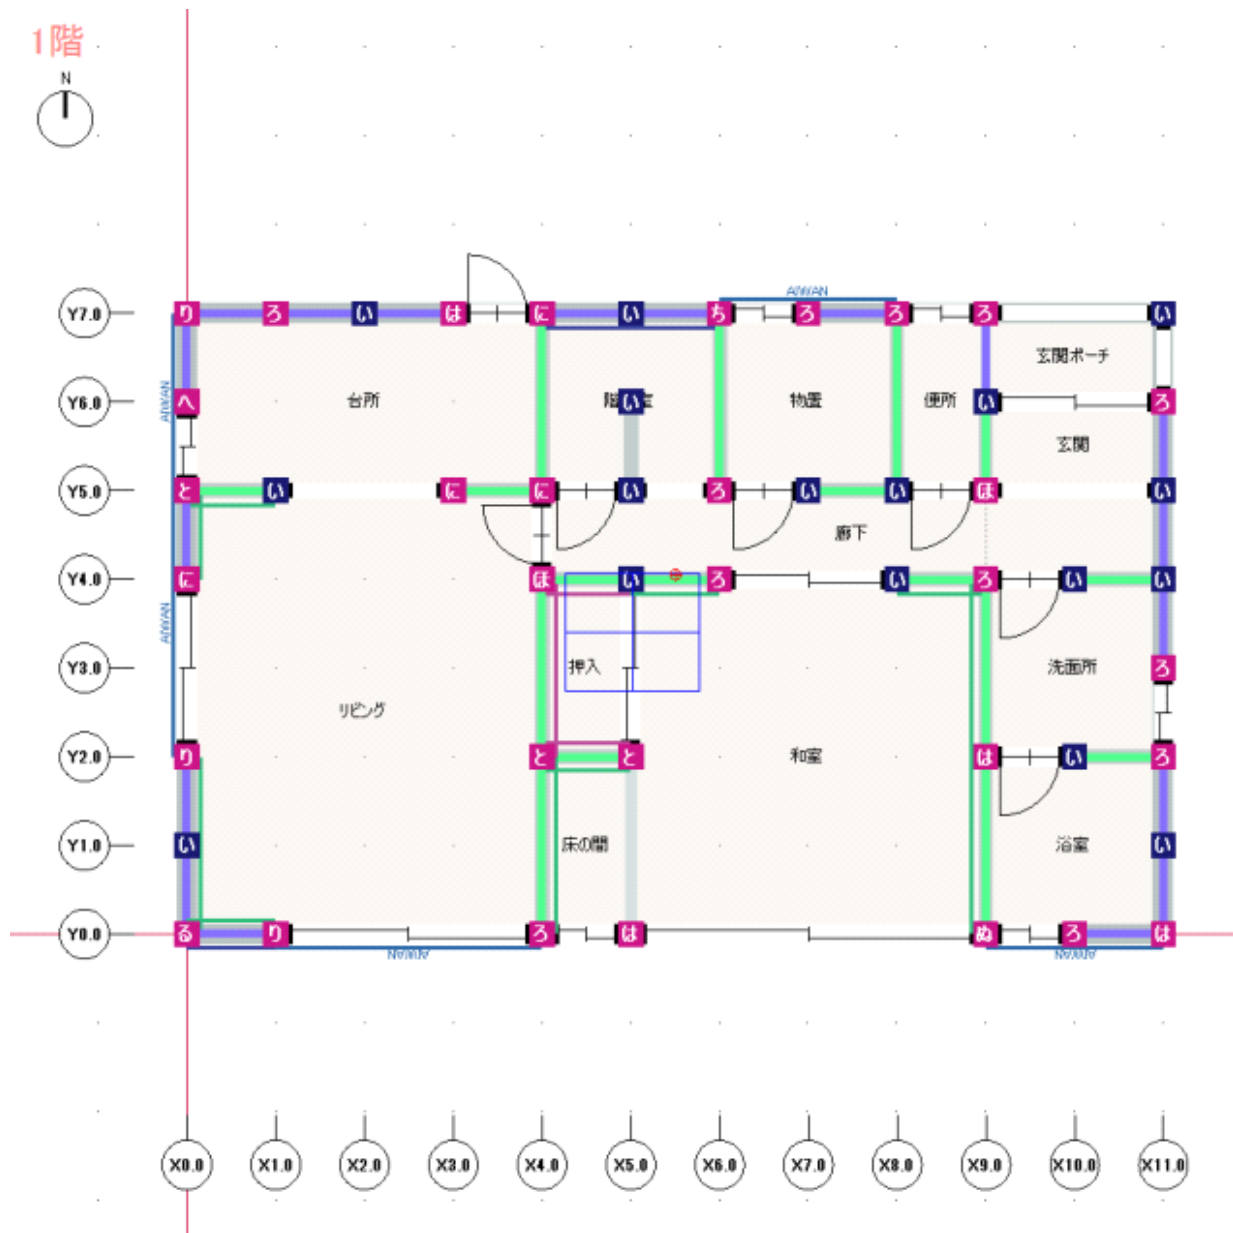 1階
N
AIWAN
Y7.0 り ろ い は に い ち ろ ろ ろ い
玄関ポーチ
AIWAN
Y6.0 へ 台所 い 物置 便所 い ろ
玄関
Y5.0 と い に に い ろ い い ほ い
廊下
Y4.0 に ほ い ろ い ろ い い
AIWAN
Y3.0 押入 洗面所 ろ
リビング
Y2.0 り と と 和室 は い ろ
Y1.0 い 床の間 浴室 い
Y0.0 る り ろ は ぬ ろ は
AIWAN AIWAN
X0.0 X1.0 X2.0 X3.0 X4.0 X5.0 X6.0 X7.0 X8.0 X9.0 X10.0 X11.0